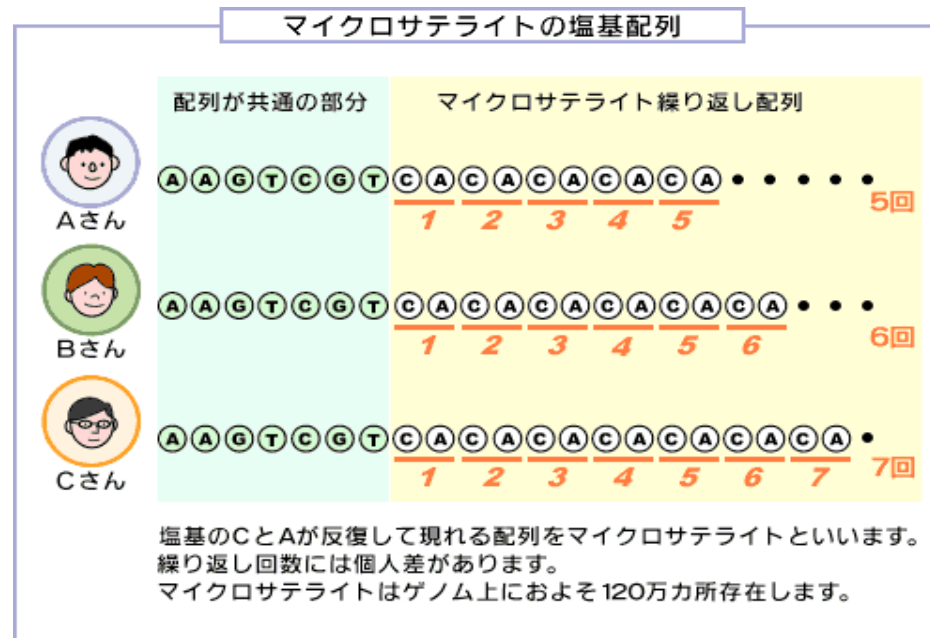 マイクロサテライトの塩基配列
配列が共通の部分
マイクロサテライト繰り返し配列
AAGTCGTCACACACACA・・・・・
1 2 3 4 5
5回
Aさん
AAGTCGTCACACACACACA・・・
1 2 3 4 5 6
6回
Bさん
AAGTCGTCACACACACACACA・
1 2 3 4 5 6 7
7回
Cさん
塩基のCとAが反復して現れる配列をマイクロサテライトといいます。
繰り返し回数には個人差があります。
マイクロサテライトはゲノム上におよそ120万カ所存在します。